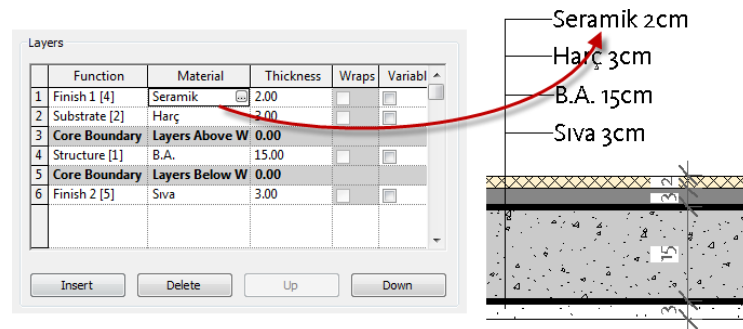 Layers
Function Material Thickness Wraps Variabl
1 Finish 1 [4] Seramik ... 2.00
2 Substrate [2] Harç 3.00
3 Core Boundary Layers Above W 0.00
4 Structure [1] B.A. 15.00
5 Core Boundary Layers Below W 0.00
6 Finish 2 [5] Sıva 3.00
Insert Delete Up Down
Seramik 2cm
Harç 3cm
B.A. 15cm
Sıva 3cm
2
3
15
3